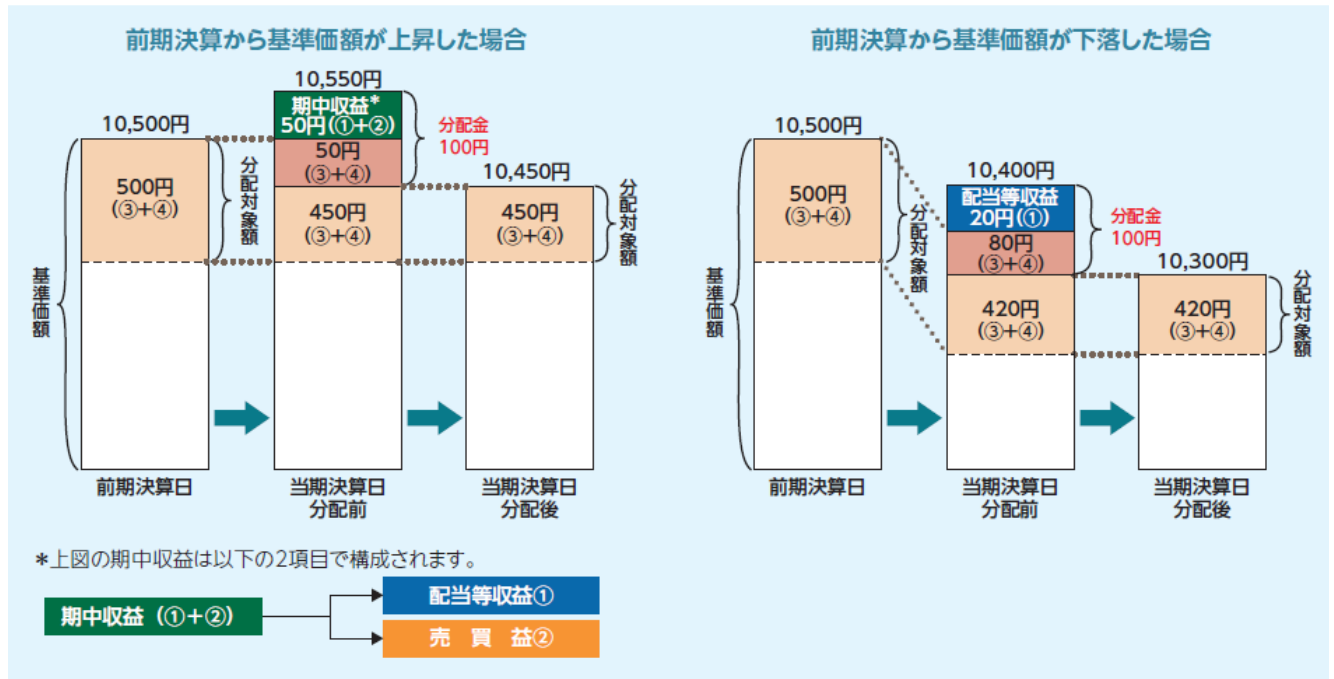 前期決算から基準価額が上昇した場合
10,500円
500円
(③+④)
分配対象額
基準価額
前期決算日
10,550円
期中収益*
50円(①+②)
50円
(③+④)
450円
(③+④)
分配金
100円
当期決算日
分配前
10,450円
450円
(③+④)
分配対象額
当期決算日
分配後
*上図の期中収益は以下の2項目で構成されます。
期中収益 (①+②)
配当等収益①
売 買 益②
前期決算から基準価額が下落した場合
10,500円
500円
(③+④)
分配対象額
基準価額
前期決算日
10,400円
配当等収益
20円(①)
80円
(③+④)
420円
(③+④)
分配金
100円
当期決算日
分配前
10,300円
420円
(③+④)
分配対象額
当期決算日
分配後